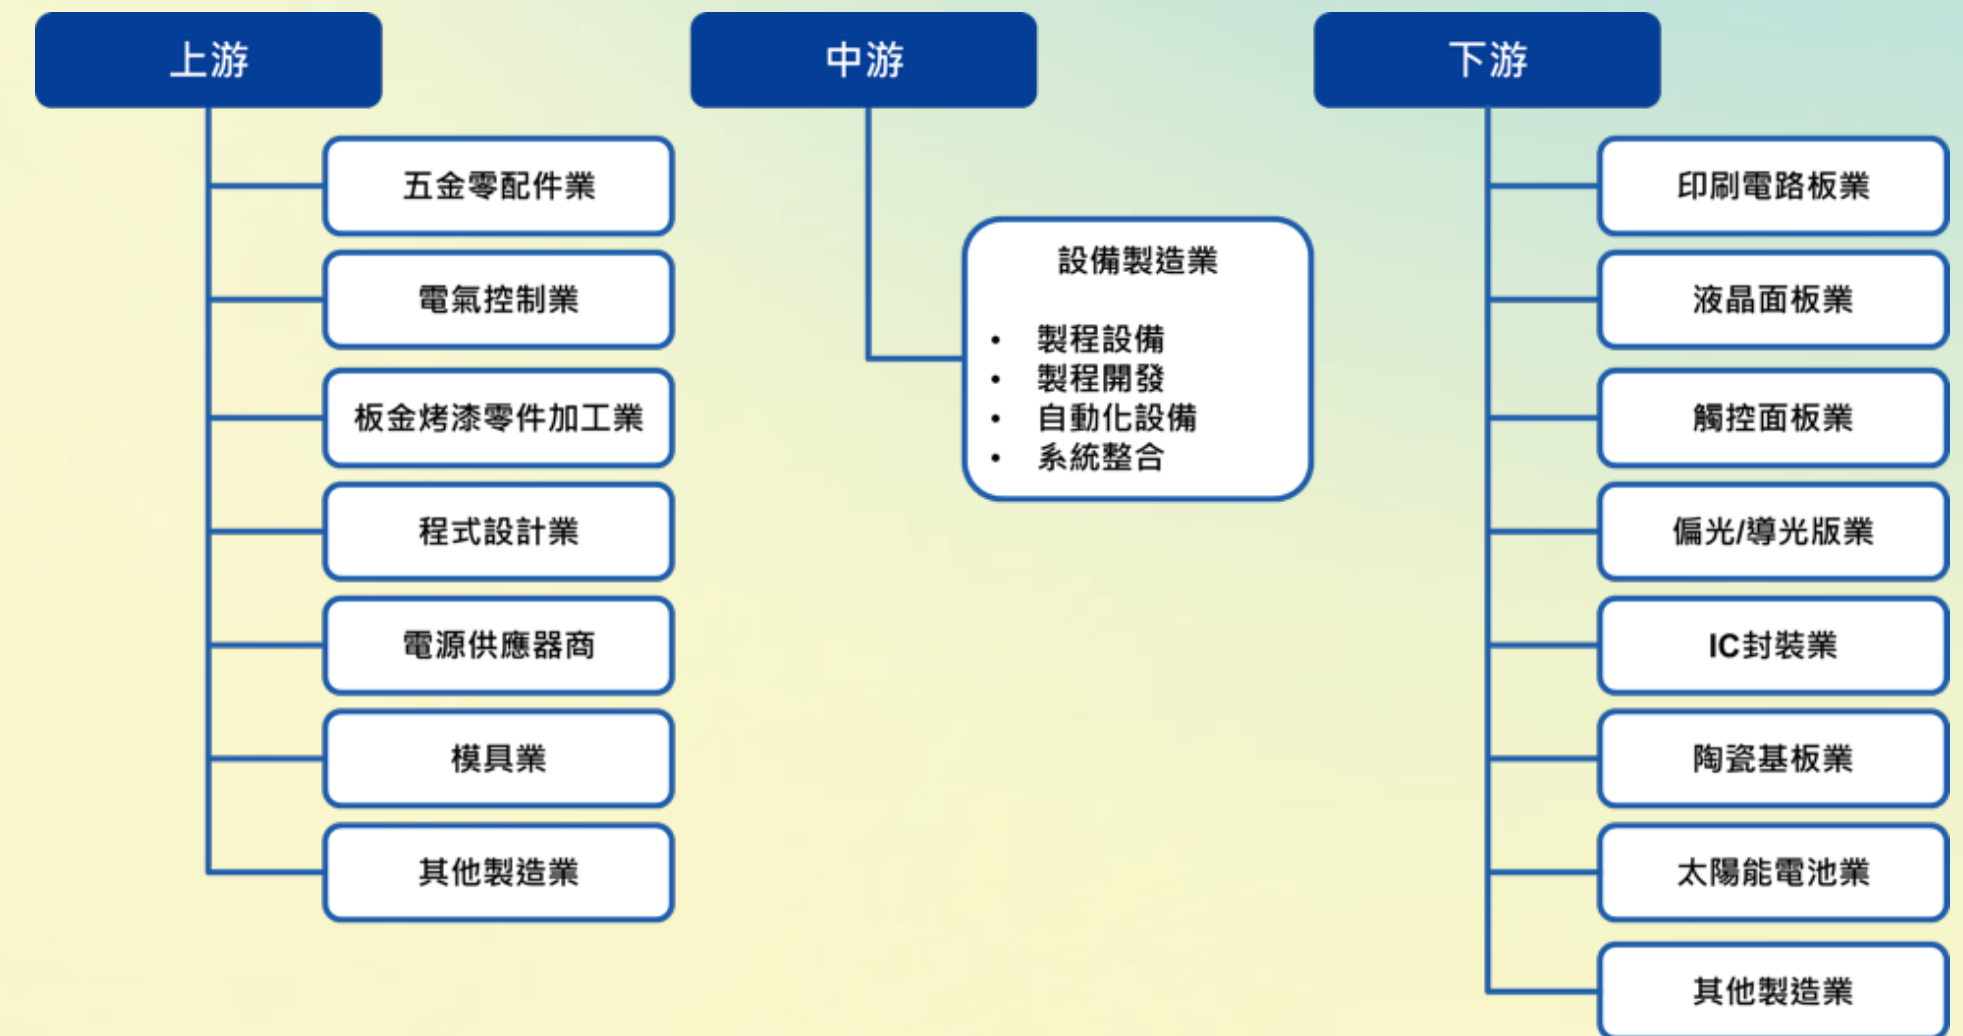 上游
五金零配件業
電氣控制業
板金烤漆零件加工業
程式設計業
電源供應器商
模具業
其他製造業
中游
設備製造業
• 製程設備
• 製程開發
• 自動化設備
• 系統整合
下游
印刷電路板業
液晶面板業
觸控面板業
偏光/導光版業
IC封裝業
陶瓷基板業
太陽能電池業
其他製造業